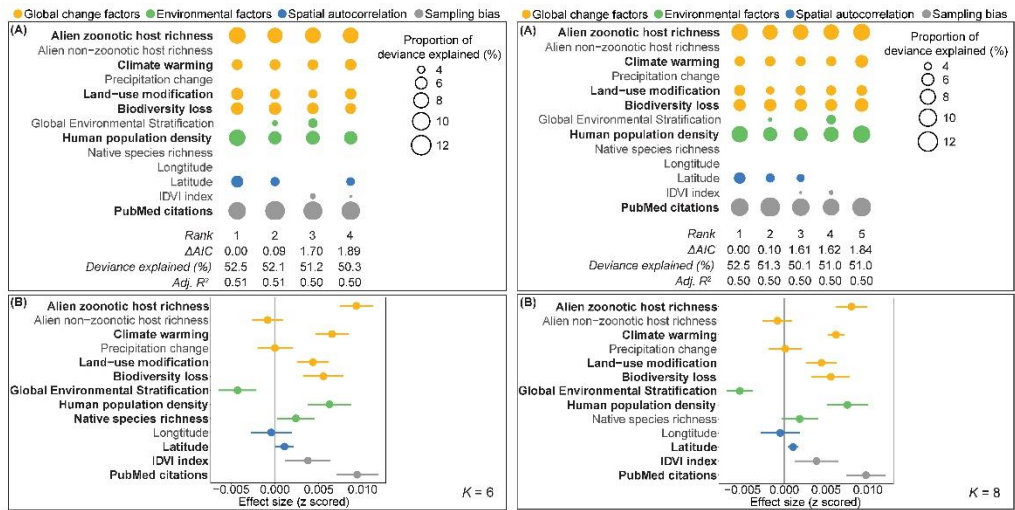 Global change factors Environmental factors Spatial autocorrelation Sampling bias
(A)
Alien zoonotic host richness
Alien non−zoonotic host richness
Climate warming
Precipitation change
Land−use modification
Biodiversity loss
Global Environmental Stratification
Human population density
Native species richness
Longtitude
Latitude
IDVI index
PubMed citations
Proportion of
deviance explained (%)
4
6
8
10
12
Rank 1 2 3 4
ΔAIC 0.00 0.09 1.70 1.89
Deviance explained (%) 52.5 52.1 51.2 50.3
Adj. R² 0.51 0.51 0.50 0.50
(B)
Alien zoonotic host richness
Alien non−zoonotic host richness
Climate warming
Precipitation change
Land−use modification
Biodiversity loss
Global Environmental Stratification
Human population density
Native species richness
Longtitude
Latitude
IDVI index
PubMed citations
−0.005 0.000 0.005 0.010
Effect size (z scored)
K = 6
Global change factors Environmental factors Spatial autocorrelation Sampling bias
(A)
Alien zoonotic host richness
Alien non−zoonotic host richness
Climate warming
Precipitation change
Land−use modification
Biodiversity loss
Global Environmental Stratification
Human population density
Native species richness
Longtitude
Latitude
IDVI index
PubMed citations
Proportion of
deviance explained (%)
4
6
8
10
12
Rank 1 2 3 4 5
ΔAIC 0.00 0.10 1.61 1.62 1.84
Deviance explained (%) 52.5 51.3 50.1 51.0 51.0
Adj. R² 0.51 0.50 0.50 0.50 0.50
(B)
Alien zoonotic host richness
Alien non−zoonotic host richness
Climate warming
Precipitation change
Land−use modification
Biodiversity loss
Global Environmental Stratification
Human population density
Native species richness
Longtitude
Latitude
IDVI index
PubMed citations
−0.005 0.000 0.005 0.010
Effect size (z scored)
K = 8